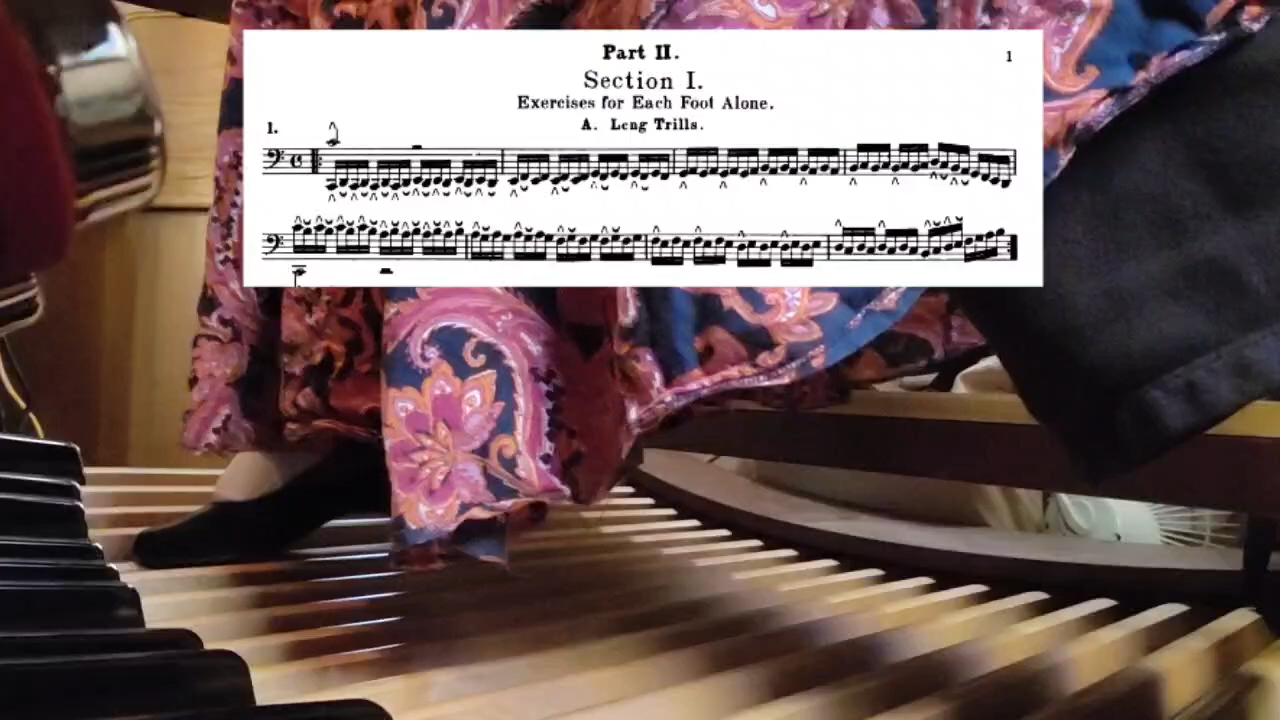 Part II.
1
Section I.
Exercises for Each Foot Alone.
A. Long Trills.
1.